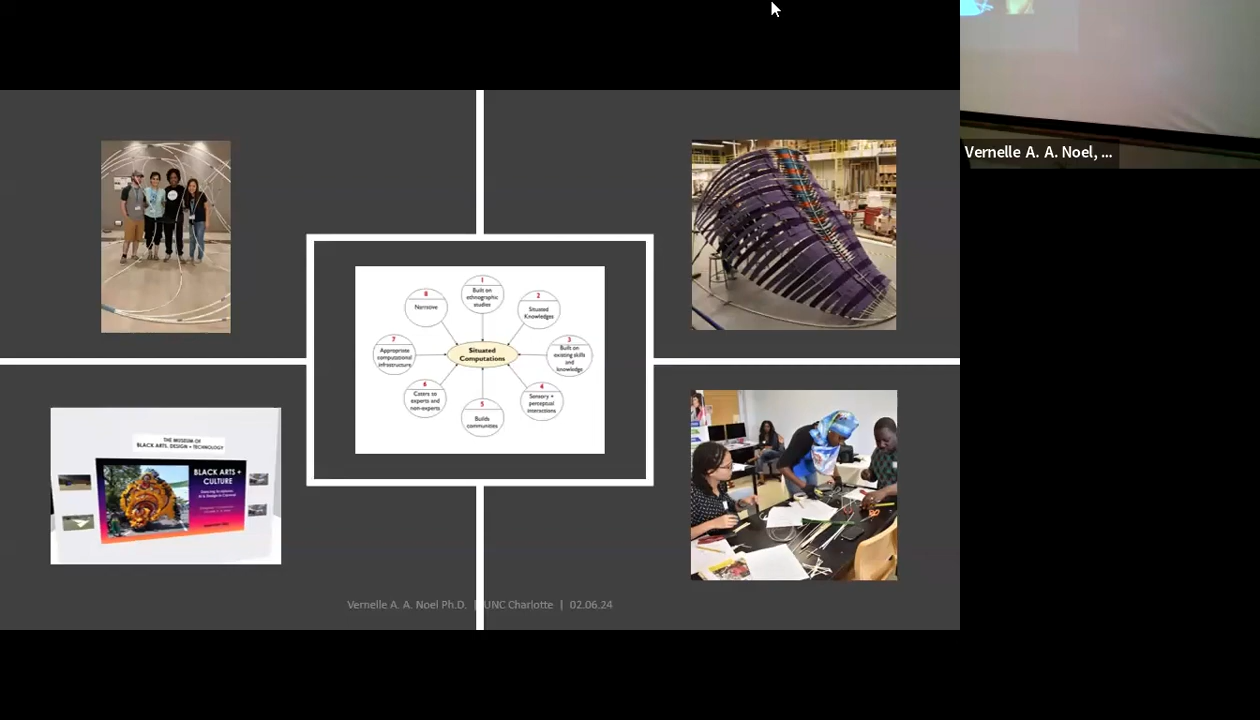 Vernelle A. A. Noel, ...
1
Built on
ethnographic
studies
2
Situated
Knowledges
3
Built on
existing skills
and
knowledge
4
Sensory +
perceptual
interactions
5
Builds
communities
6
Caters to
experts and
non-experts
7
Appropriate
computational
infrastructure
8
Narrative
Situated
Computations
THE MUSEUM OF
BLACK ARTS, DESIGN + TECHNOLOGY
BLACK ARTS +
CULTURE
Vernelle A. A. Noel Ph.D. | UNC Charlotte | 02.06.24